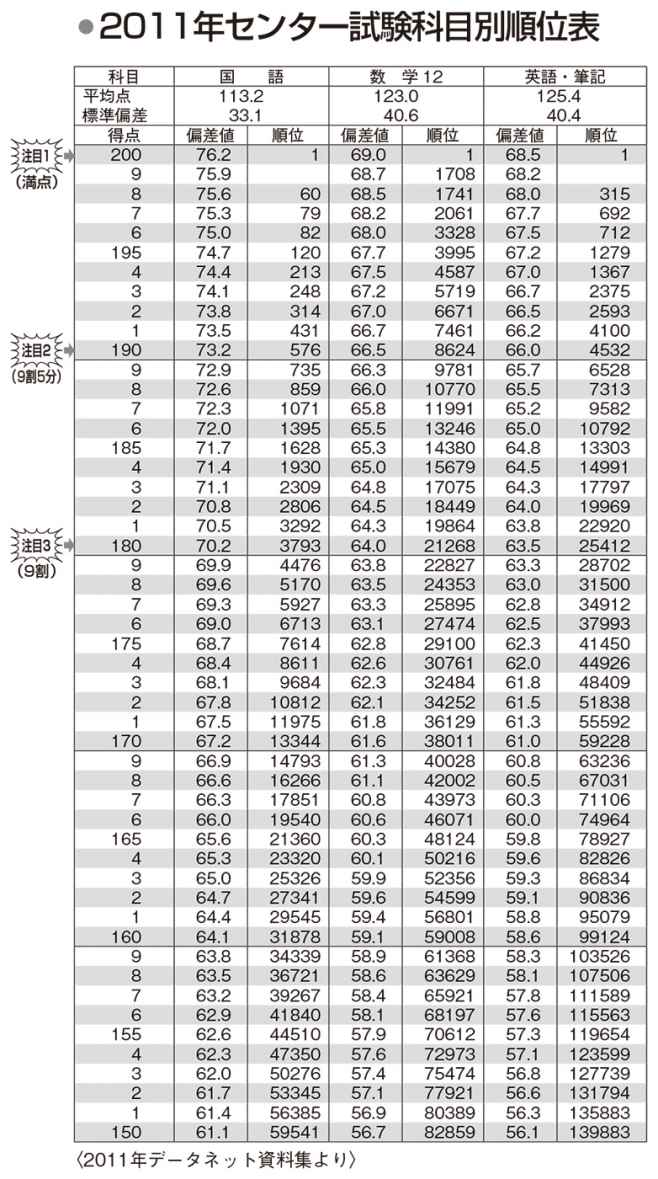 ●2011年センター試験科目別順位表
科目 国 語 数 学12 英語・筆記
平均点 113.2 123.0 125.4
標準偏差 33.1 40.6 40.4
得点 偏差値 順位 偏差値 順位 偏差値 順位
注目1 200 76.2 1 69.0 1 68.5 1
(満点) 9 75.9 68.7 1708 68.2
8 75.6 60 68.5 1741 68.0 315
7 75.3 79 68.2 2061 67.7 692
6 75.0 82 68.0 3328 67.5 712
195 74.7 120 67.7 3995 67.2 1279
4 74.4 213 67.5 4587 67.0 1367
3 74.1 248 67.2 5719 66.7 2375
2 73.8 314 67.0 6671 66.5 2593
1 73.5 431 66.7 7461 66.2 4100
注目2 190 73.2 576 66.5 8624 66.0 4532
(9割5分) 9 72.9 735 66.3 9781 65.7 6528
8 72.6 859 66.0 10770 65.5 7313
7 72.3 1071 65.8 11991 65.2 9582
6 72.0 1395 65.5 13246 65.0 10792
185 71.7 1628 65.3 14380 64.8 13303
4 71.4 1930 65.0 15679 64.5 14991
3 71.1 2309 64.8 17075 64.3 17797
2 70.8 2806 64.5 18449 64.0 19969
1 70.5 3292 64.3 19864 63.8 22920
注目3 180 70.2 3793 64.0 21268 63.5 25412
(9割) 9 69.9 4476 63.8 22827 63.3 28702
8 69.6 5170 63.5 24353 63.0 31500
7 69.3 5927 63.3 25895 62.8 34912
6 69.0 6713 63.1 27474 62.5 37993
175 68.7 7614 62.8 29100 62.3 41450
4 68.4 8611 62.6 30761 62.0 44926
3 68.1 9684 62.3 32484 61.8 48409
2 67.8 10812 62.1 34252 61.5 51838
1 67.5 11975 61.8 36129 61.3 55592
170 67.2 13344 61.6 38011 61.0 59228
9 66.9 14793 61.3 40028 60.8 63236
8 66.6 16266 61.1 42002 60.5 67031
7 66.3 17851 60.8 43973 60.3 71106
6 66.0 19540 60.6 46071 60.0 74964
165 65.6 21360 60.3 48124 59.8 78927
4 65.3 23320 60.1 50216 59.6 82826
3 65.0 25326 59.9 52356 59.3 86834
2 64.7 27341 59.6 54599 59.1 90836
1 64.4 29545 59.4 56801 58.8 95079
160 64.1 31878 59.1 59008 58.6 99124
9 63.8 34339 58.9 61368 58.3 103526
8 63.5 36721 58.6 63629 58.1 107506
7 63.2 39267 58.4 65921 57.8 111589
6 62.9 41840 58.1 68197 57.6 115563
155 62.6 44510 57.9 70612 57.3 119654
4 62.3 47350 57.6 72973 57.1 123599
3 62.0 50276 57.4 75474 56.8 127739
2 61.7 53345 57.1 77921 56.6 131794
1 61.4 56385 56.9 80389 56.3 135883
150 61.1 59541 56.7 82859 56.1 139883
〈2011年データネット資料集より〉